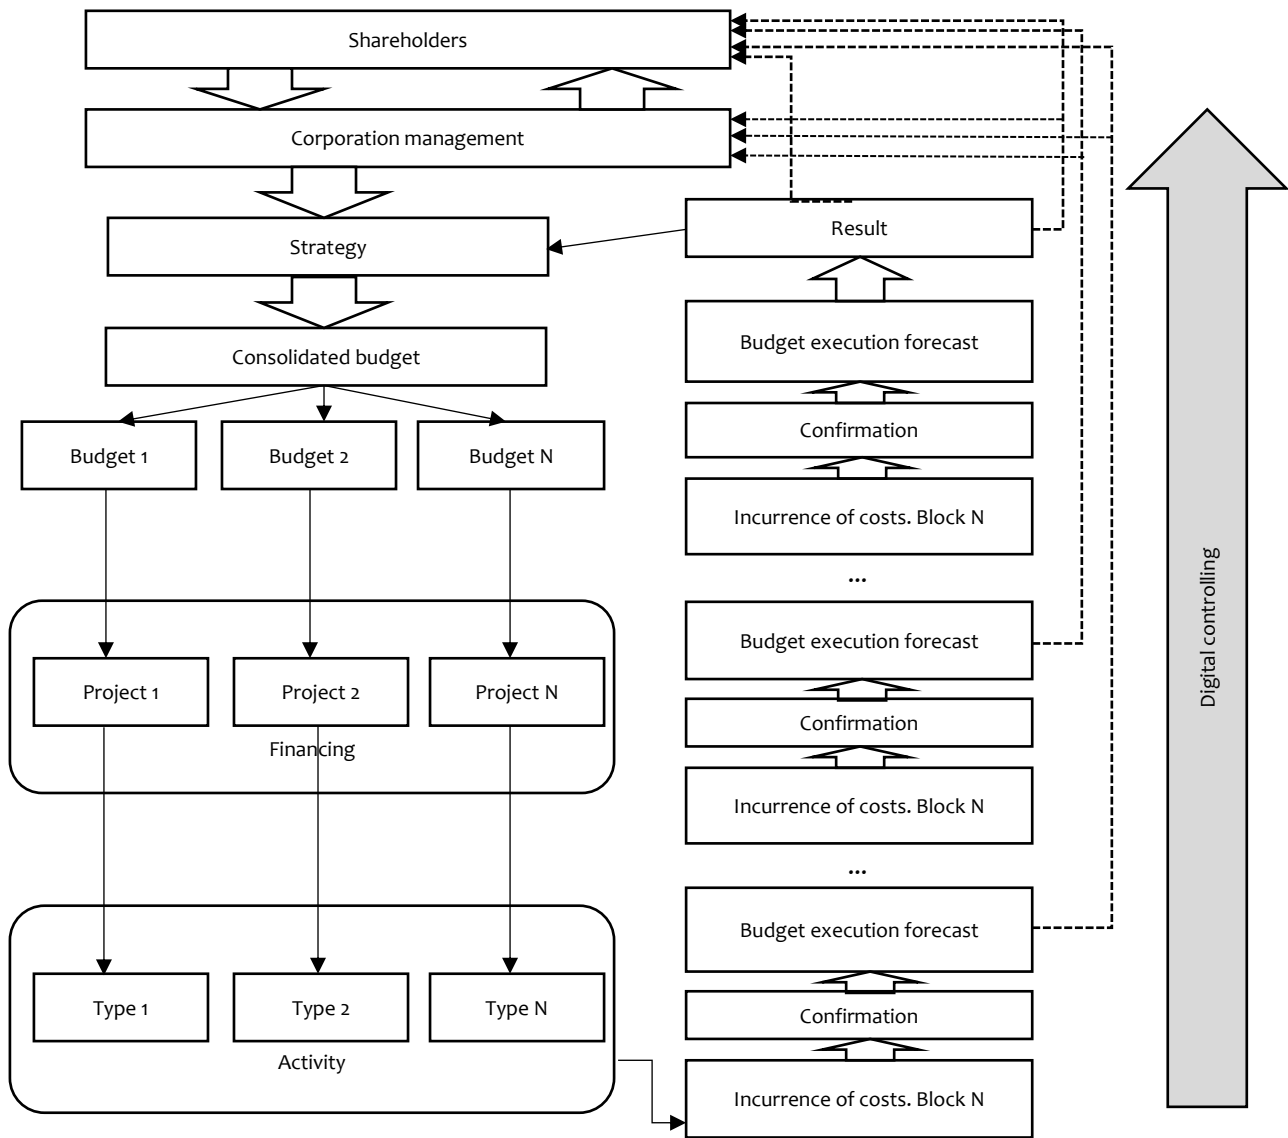 Shareholders
Corporation management
Strategy
Result
Consolidated budget
Budget execution forecast
Confirmation
Budget 1
Budget 2
Budget N
Incurrence of costs. Block N
...
Budget execution forecast
Project 1
Project 2
Project N
Financing
Confirmation
Incurrence of costs. Block N
...
Budget execution forecast
Type 1
Type 2
Type N
Activity
Confirmation
Incurrence of costs. Block N
Digital controlling